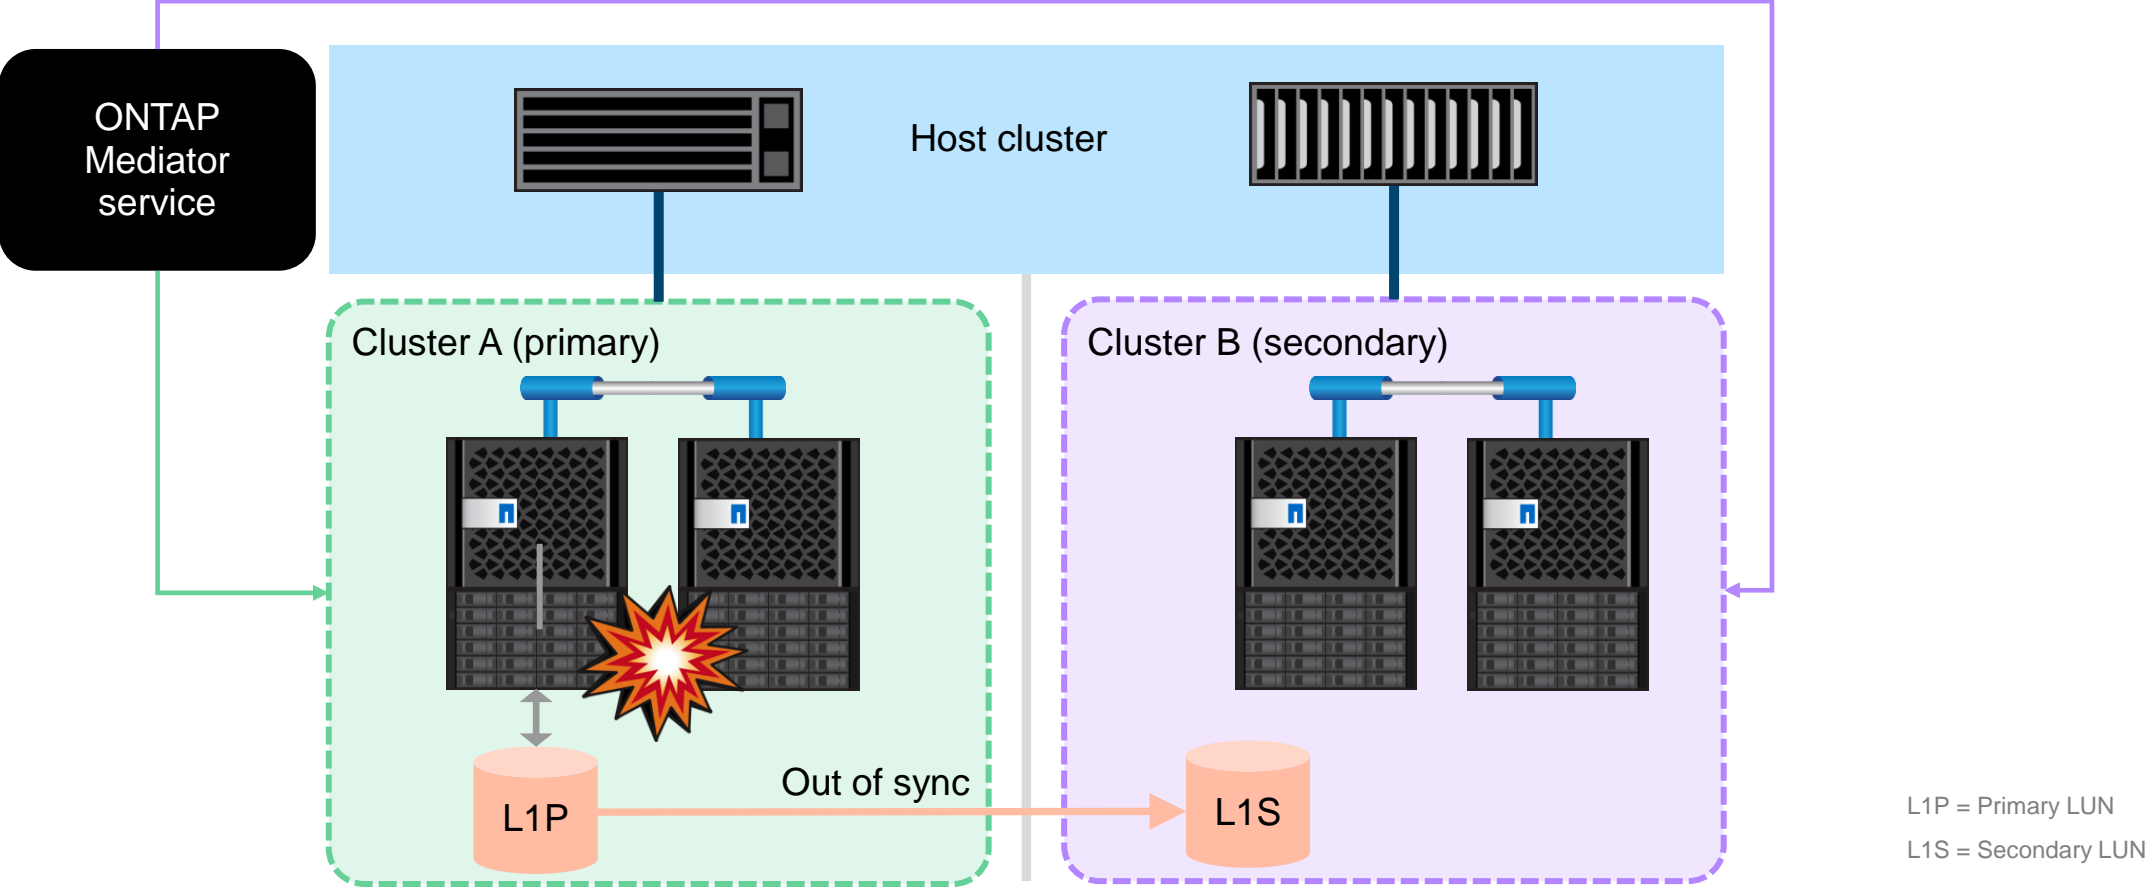 ONTAP
Mediator
service
Host cluster
Cluster A (primary)
Cluster B (secondary)
Out of sync
L1P
L1S
L1P = Primary LUN
L1S = Secondary LUN